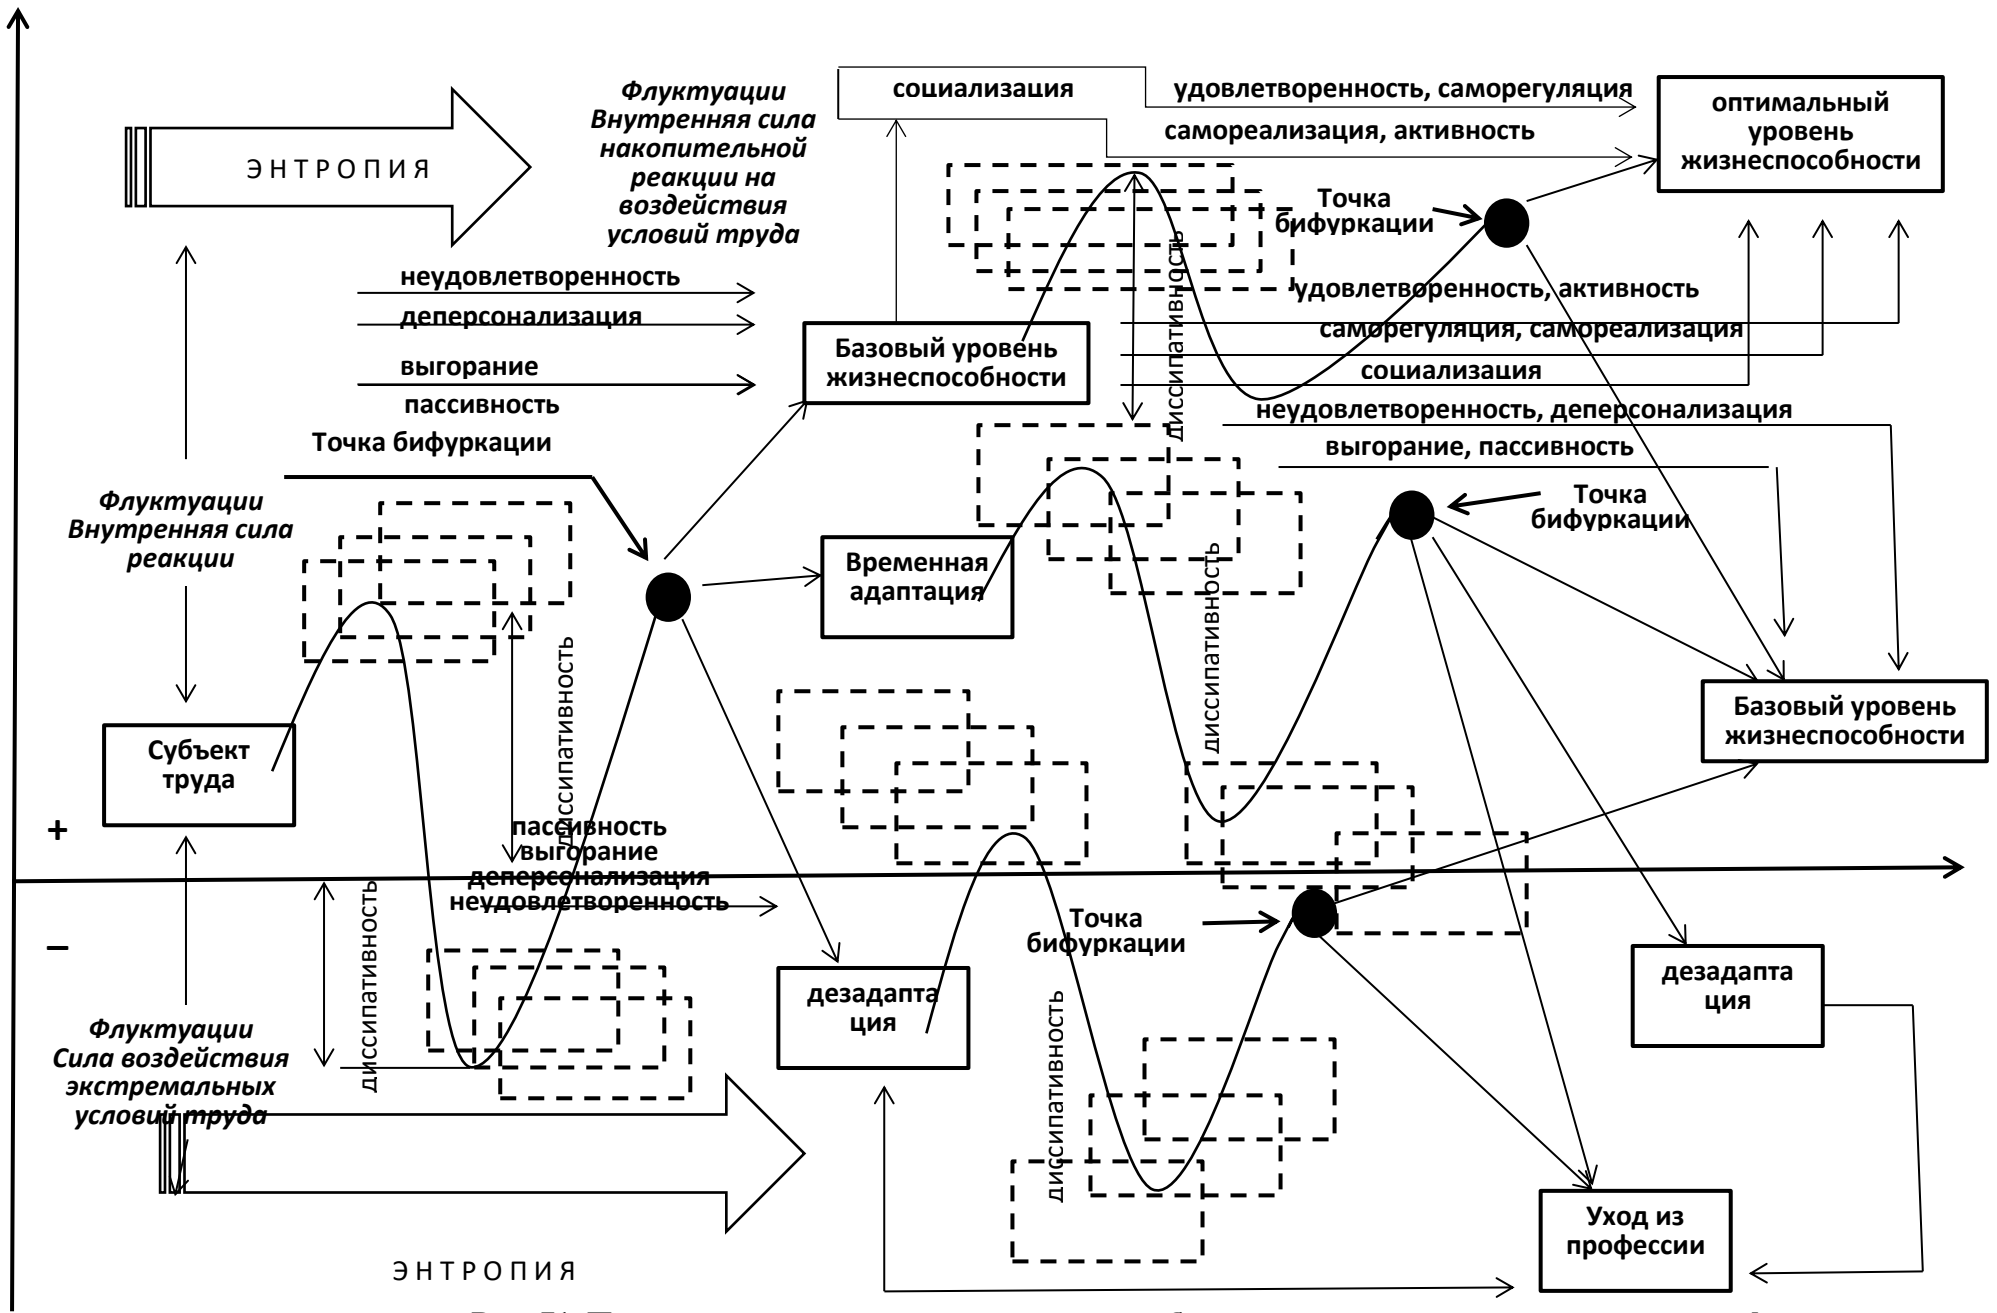 социализация
удовлетворенность, саморегуляция
самореализация, активность
оптимальный
уровень
жизнеспособности
Флуктуации
Внутренняя сила
накопительной
реакции на
воздействия
условий труда
ЭНТРОПИЯ
Точка
бифуркации
диссипативность
неудовлетворенность
деперсонализация
выгорание
пассивность
Точка бифуркации
Базовый уровень
жизнеспособности
удовлетворенность, активность
саморегуляция, самореализация
социализация
неудовлетворенность, деперсонализация
выгорание, пассивность
Точка
бифуркации
Флуктуации
Внутренняя сила
реакции
Временная
адаптация
диссипативность
диссипативность
Субъект
труда
Базовый уровень
жизнеспособности
+
пассивность
выгорание
деперсонализация
неудовлетворенность
–
диссипативность
Точка
бифуркации
дезадапта
ция
дезадапта
ция
диссипативность
Флуктуации
Сила воздействия
экстремальных
условий труда
Уход из
профессии
ЭНТРОПИЯ